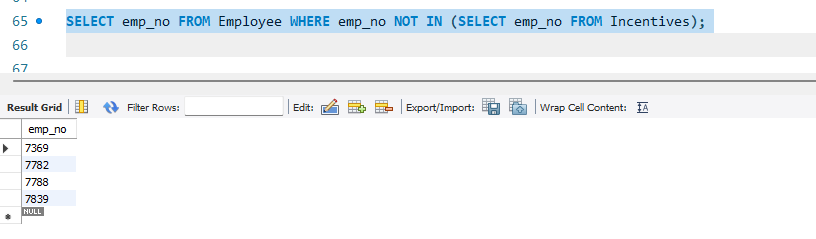 65 SELECT emp_no FROM Employee WHERE emp_no NOT IN (SELECT emp_no FROM Incentives);
66
67
Result Grid Filter Rows: Edit: Export/Import: Wrap Cell Content:
emp_no
7369
7782
7788
7839
NULL